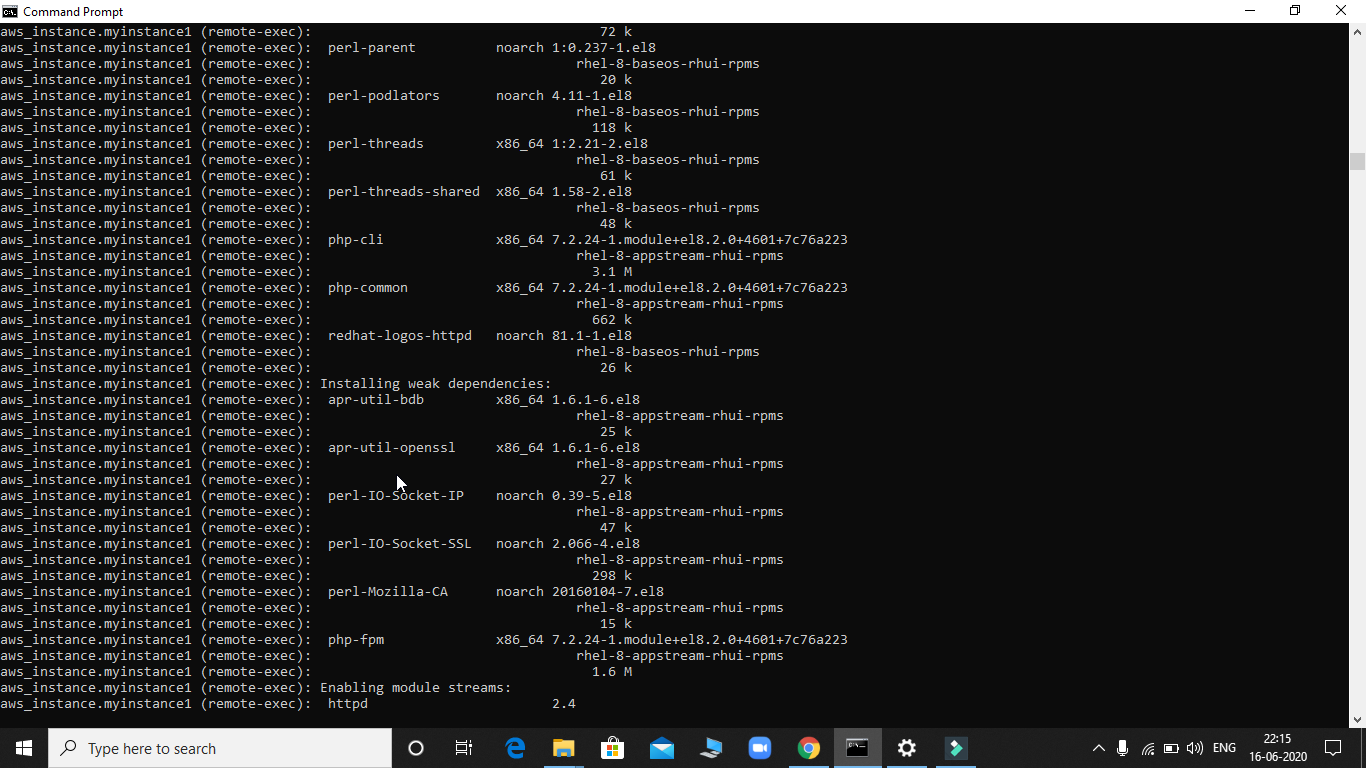 Command Prompt
aws_instance.myinstance1 (remote-exec): 72 k
aws_instance.myinstance1 (remote-exec): perl-parent noarch 1:0.237-1.el8
aws_instance.myinstance1 (remote-exec): rhel-8-baseos-rhui-rpms
aws_instance.myinstance1 (remote-exec): 20 k
aws_instance.myinstance1 (remote-exec): perl-podlators noarch 4.11-1.el8
aws_instance.myinstance1 (remote-exec): rhel-8-baseos-rhui-rpms
aws_instance.myinstance1 (remote-exec): 118 k
aws_instance.myinstance1 (remote-exec): perl-threads x86_64 1:2.21-2.el8
aws_instance.myinstance1 (remote-exec): rhel-8-baseos-rhui-rpms
aws_instance.myinstance1 (remote-exec): 61 k
aws_instance.myinstance1 (remote-exec): perl-threads-shared x86_64 1.58-2.el8
aws_instance.myinstance1 (remote-exec): rhel-8-baseos-rhui-rpms
aws_instance.myinstance1 (remote-exec): 48 k
aws_instance.myinstance1 (remote-exec): php-cli x86_64 7.2.24-1.module+el8.2.0+4601+7c76a223
aws_instance.myinstance1 (remote-exec): rhel-8-appstream-rhui-rpms
aws_instance.myinstance1 (remote-exec): 3.1 M
aws_instance.myinstance1 (remote-exec): php-common x86_64 7.2.24-1.module+el8.2.0+4601+7c76a223
aws_instance.myinstance1 (remote-exec): rhel-8-appstream-rhui-rpms
aws_instance.myinstance1 (remote-exec): 662 k
aws_instance.myinstance1 (remote-exec): redhat-logos-httpd noarch 81.1-1.el8
aws_instance.myinstance1 (remote-exec): rhel-8-baseos-rhui-rpms
aws_instance.myinstance1 (remote-exec): 26 k
aws_instance.myinstance1 (remote-exec): Installing weak dependencies:
aws_instance.myinstance1 (remote-exec): apr-util-bdb x86_64 1.6.1-6.el8
aws_instance.myinstance1 (remote-exec): rhel-8-appstream-rhui-rpms
aws_instance.myinstance1 (remote-exec): 25 k
aws_instance.myinstance1 (remote-exec): apr-util-openssl x86_64 1.6.1-6.el8
aws_instance.myinstance1 (remote-exec): rhel-8-appstream-rhui-rpms
aws_instance.myinstance1 (remote-exec): 27 k
aws_instance.myinstance1 (remote-exec): perl-IO-Socket-IP noarch 0.39-5.el8
aws_instance.myinstance1 (remote-exec): rhel-8-appstream-rhui-rpms
aws_instance.myinstance1 (remote-exec): 47 k
aws_instance.myinstance1 (remote-exec): perl-IO-Socket-SSL noarch 2.066-4.el8
aws_instance.myinstance1 (remote-exec): rhel-8-appstream-rhui-rpms
aws_instance.myinstance1 (remote-exec): 298 k
aws_instance.myinstance1 (remote-exec): perl-Mozilla-CA noarch 20160104-7.el8
aws_instance.myinstance1 (remote-exec): rhel-8-appstream-rhui-rpms
aws_instance.myinstance1 (remote-exec): 15 k
aws_instance.myinstance1 (remote-exec): php-fpm x86_64 7.2.24-1.module+el8.2.0+4601+7c76a223
aws_instance.myinstance1 (remote-exec): rhel-8-appstream-rhui-rpms
aws_instance.myinstance1 (remote-exec): 1.6 M
aws_instance.myinstance1 (remote-exec): Enabling module streams:
aws_instance.myinstance1 (remote-exec): httpd 2.4
Type here to search
ENG
22:15
16-06-2020